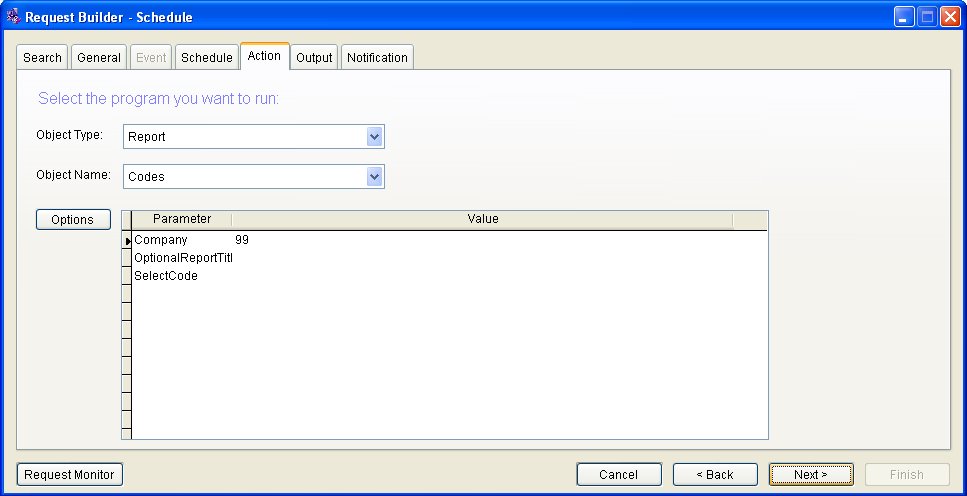 Request Builder - Schedule
Search General Event Schedule Action Output Notification
Select the program you want to run:
Object Type: Report
Object Name: Codes
Options Parameter Value
Company 99
OptionalReportTitl
SelectCode
Request Monitor Cancel < Back Next > Finish